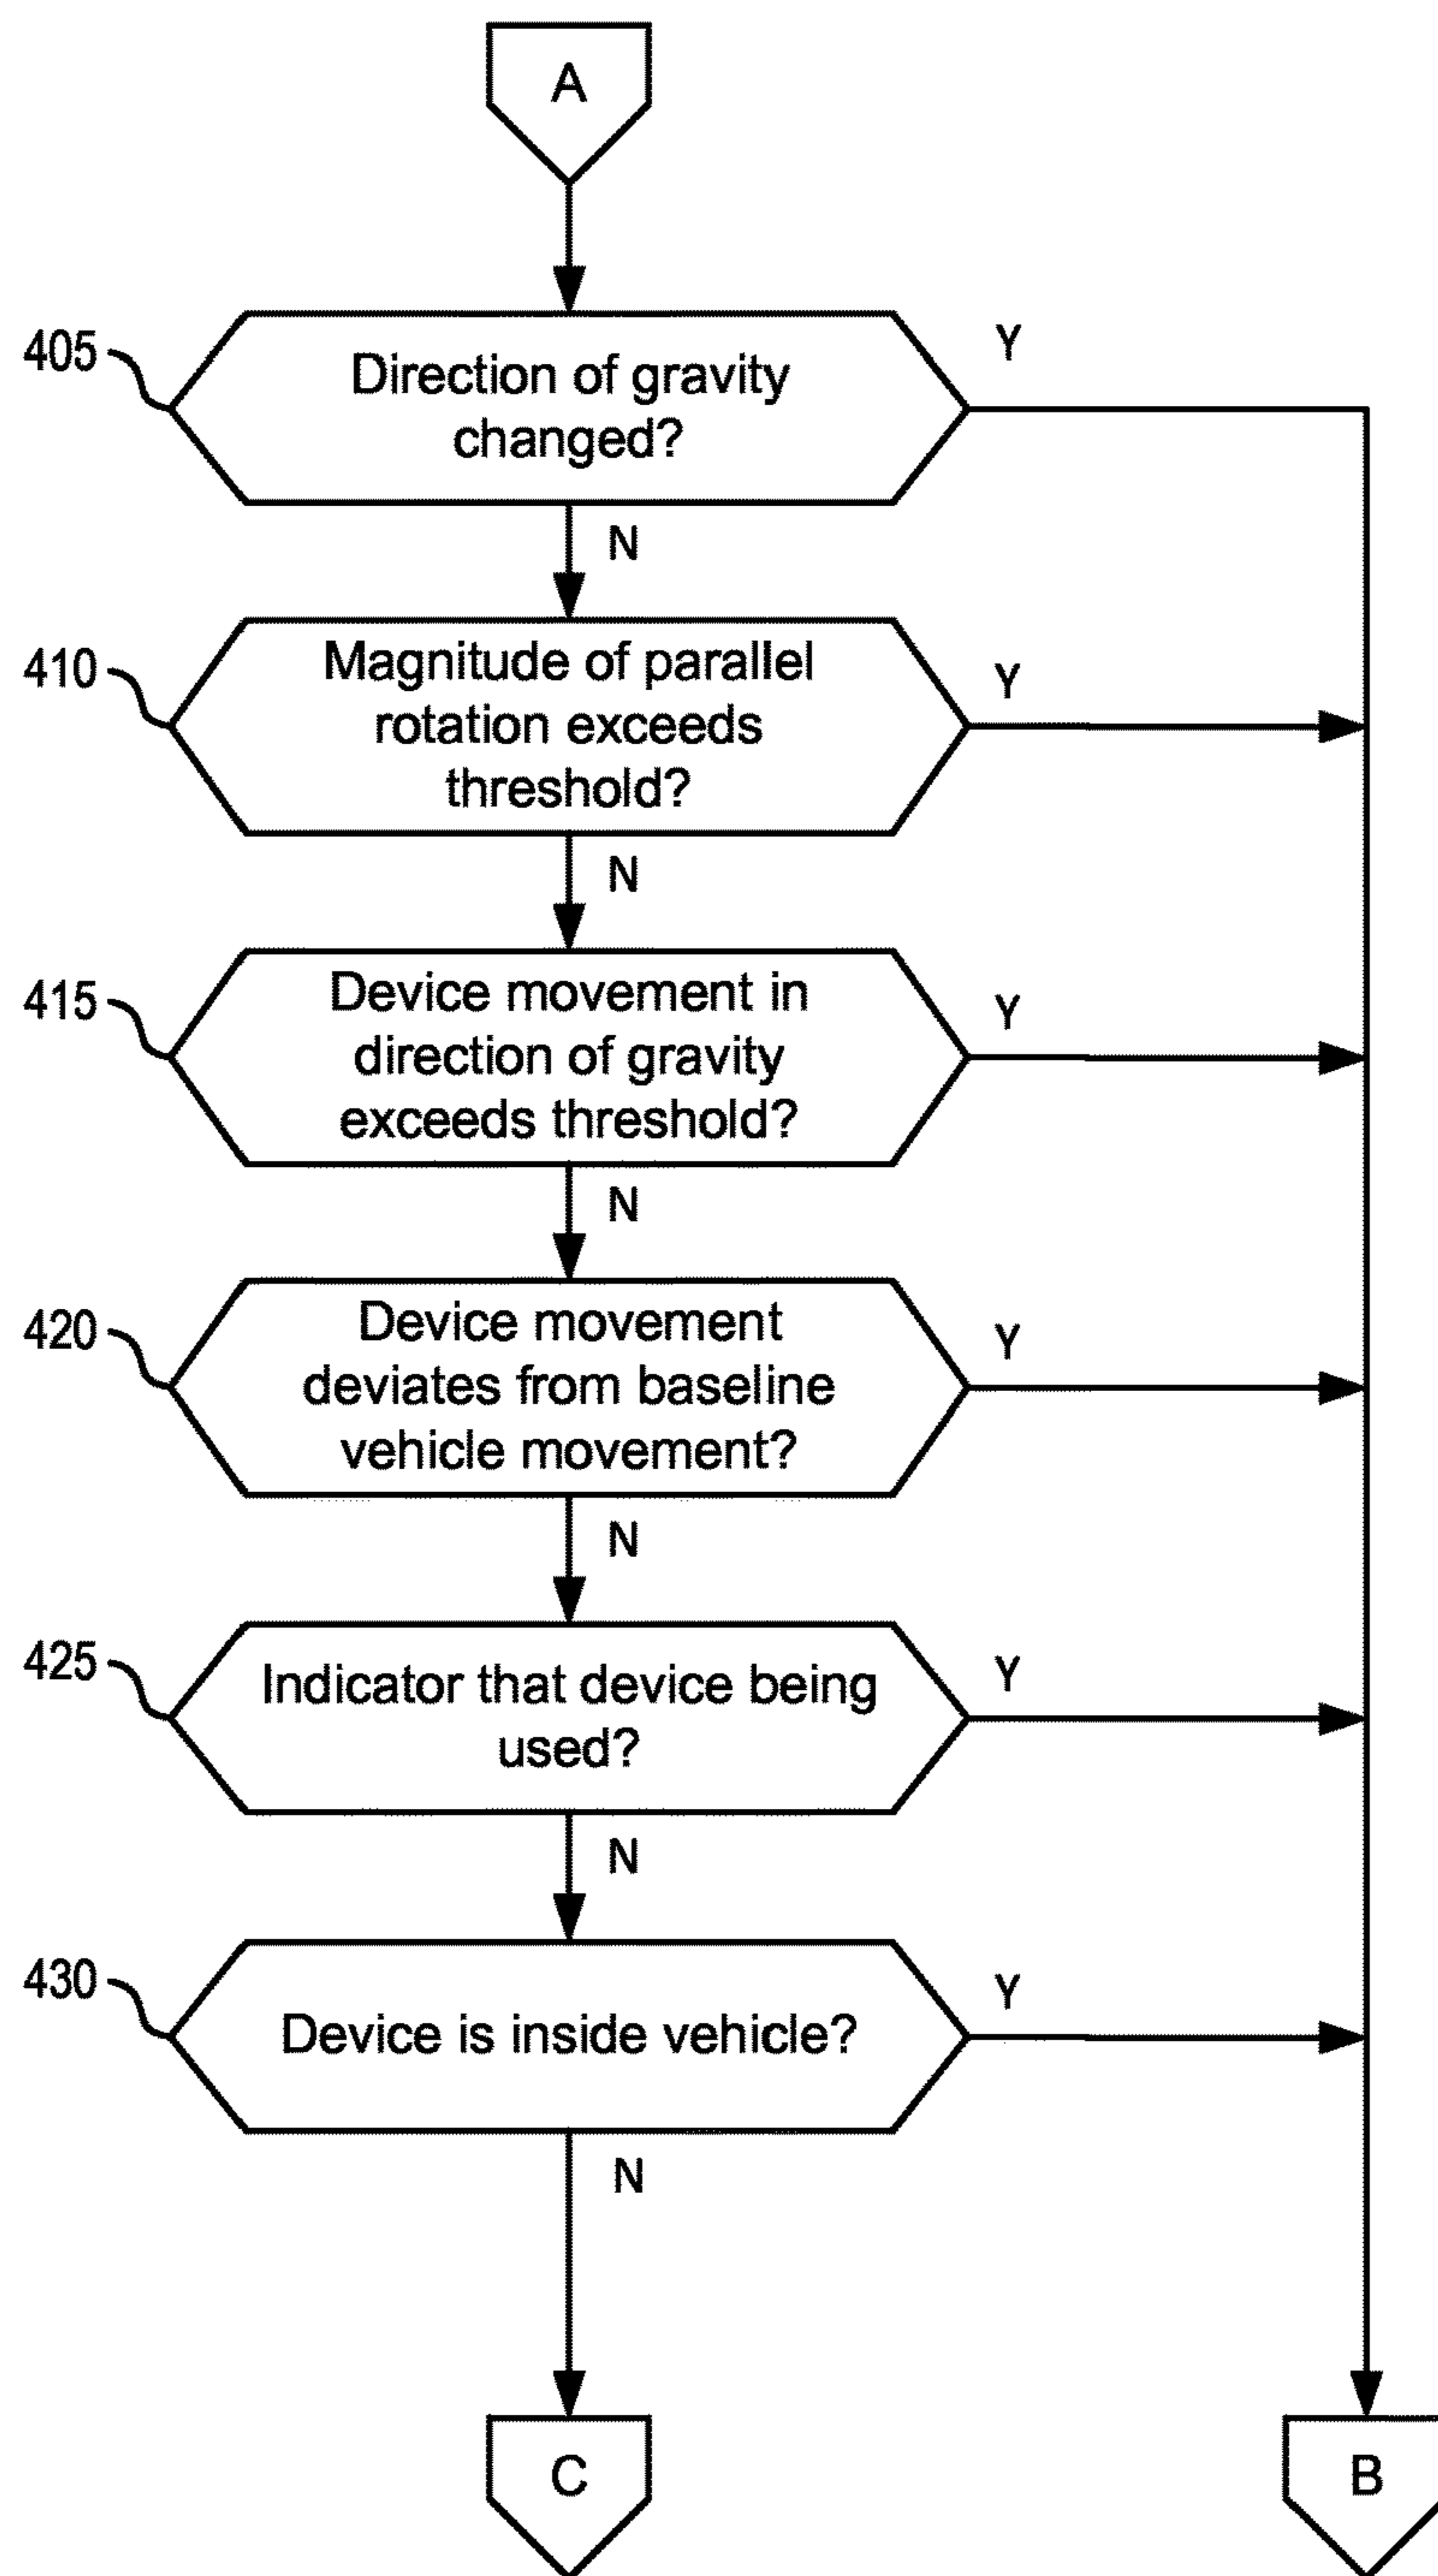 A
405
Direction of gravity
changed?
Y
N
410
Magnitude of parallel
rotation exceeds
threshold?
Y
N
415
Device movement in
direction of gravity
exceeds threshold?
Y
N
420
Device movement
deviates from baseline
vehicle movement?
Y
N
425
Indicator that device being
used?
Y
N
430
Device is inside vehicle?
Y
N
C
B